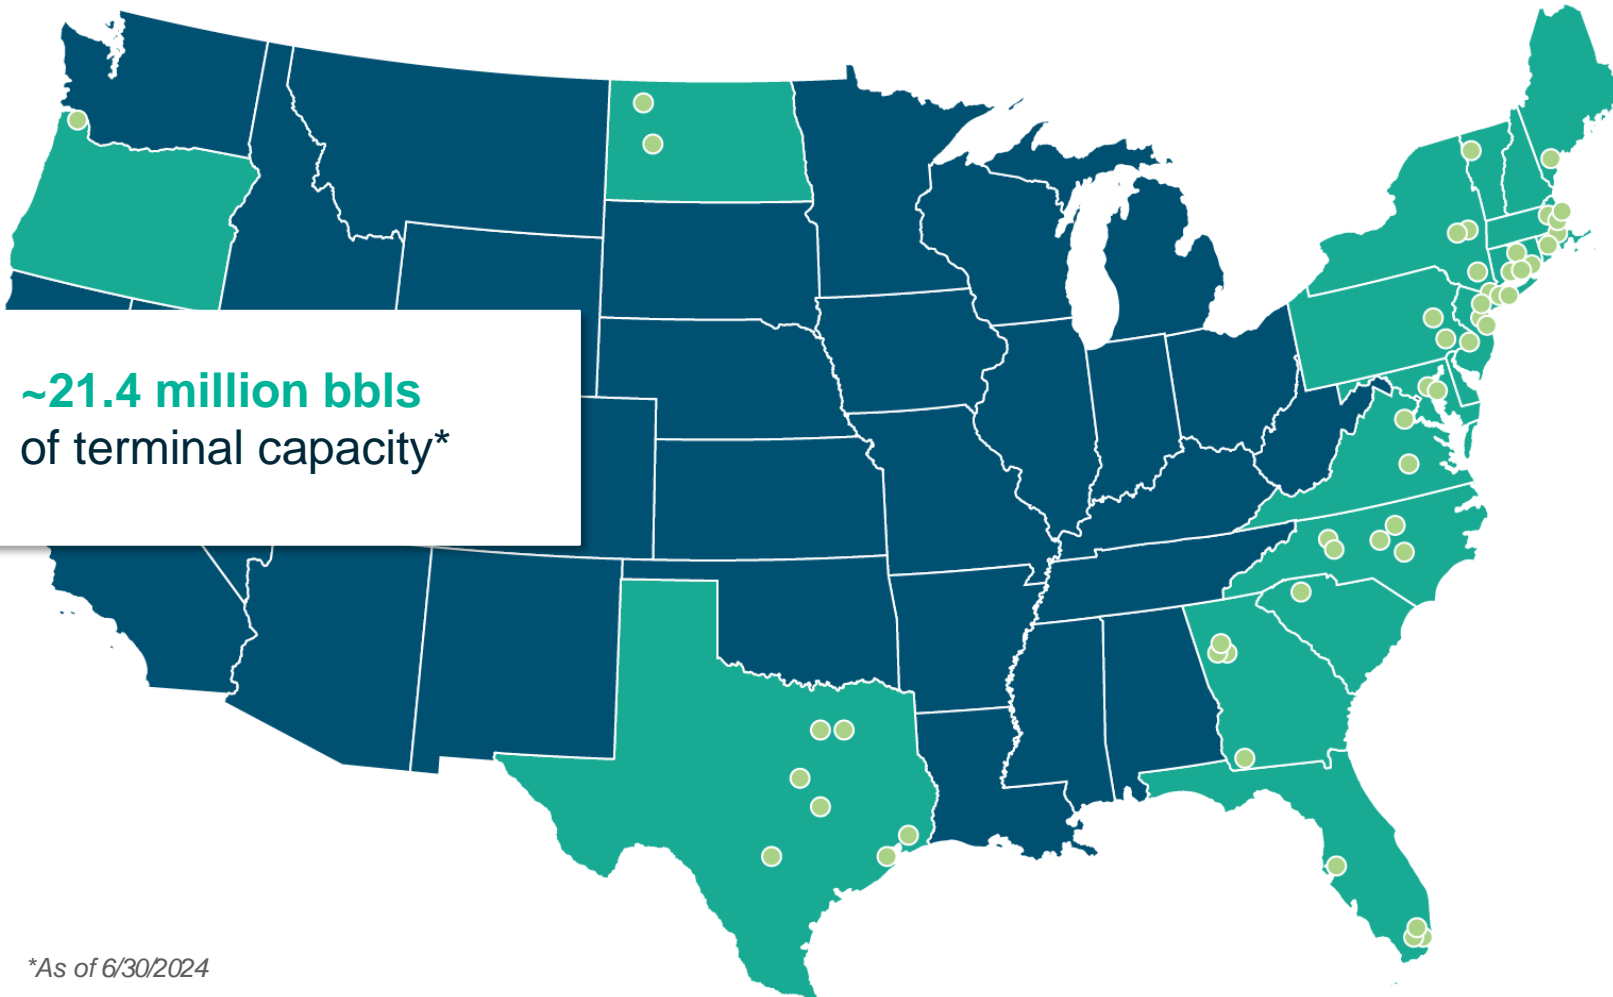 ~21.4 million bbls
of terminal capacity*
*As of 6/30/2024